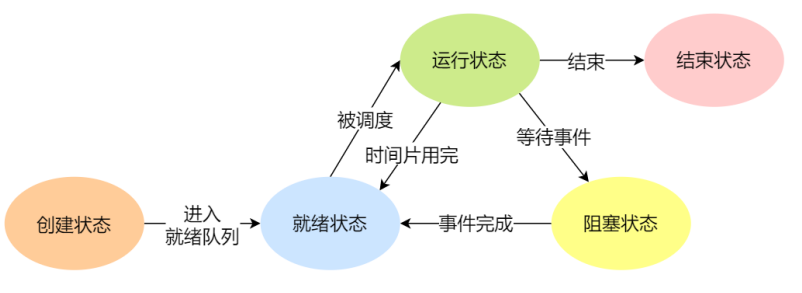 运行状态
结束
结束状态
被调度
时间片用完
等待事件
创建状态
进入
就绪队列
就绪状态
事件完成
阻塞状态